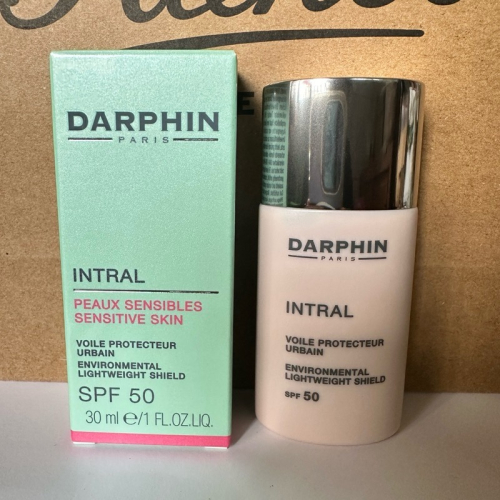 DARPHIN
PARIS
INTRAL
PEAUX SENSIBLES
SENSITIVE SKIN
VOILE PROTECTEUR
URBAIN
ENVIRONMENTAL
LIGHTWEIGHT SHIELD
SPF 50
30 ml e/1 FL.OZ.LIQ.
DARPHIN
PARIS
INTRAL
VOILE PROTECTEUR
URBAIN
ENVIRONMENTAL
LIGHTWEIGHT SHIELD
SPF 50